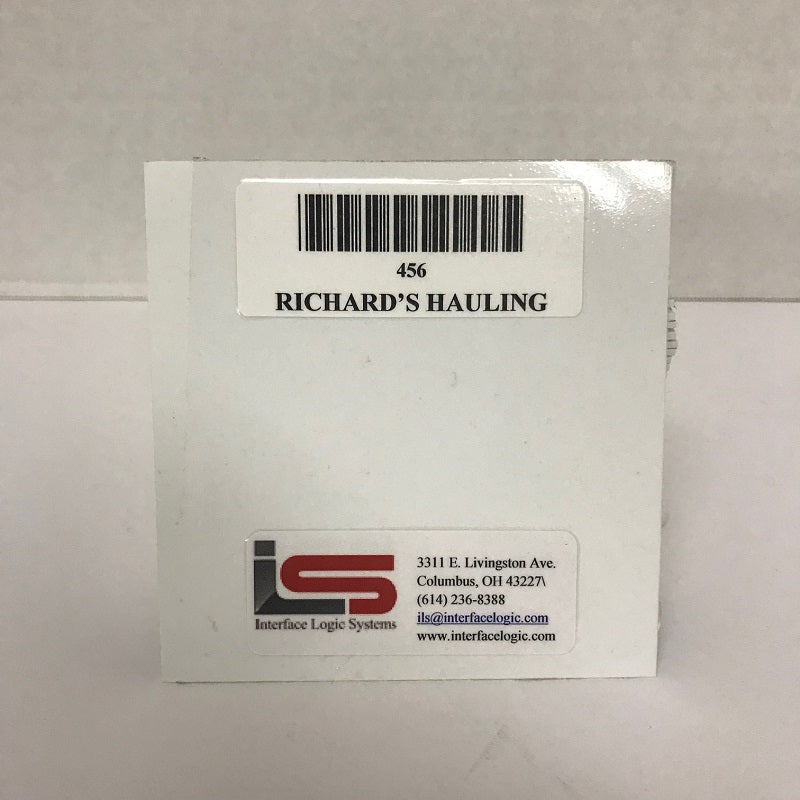 456
RICHARD’S HAULING
iLS
Interface Logic Systems
3311 E. Livingston Ave.
Columbus, OH 43227\
(614) 236-8388
ils@interfacelogic.com
www.interfacelogic.com